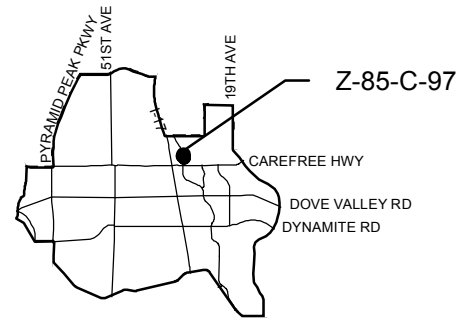 PYRAMID PEAK PKWY
51ST AVE
I-17
19TH AVE
Z-85-C-97
CAREFREE HWY
DOVE VALLEY RD
DYNAMITE RD